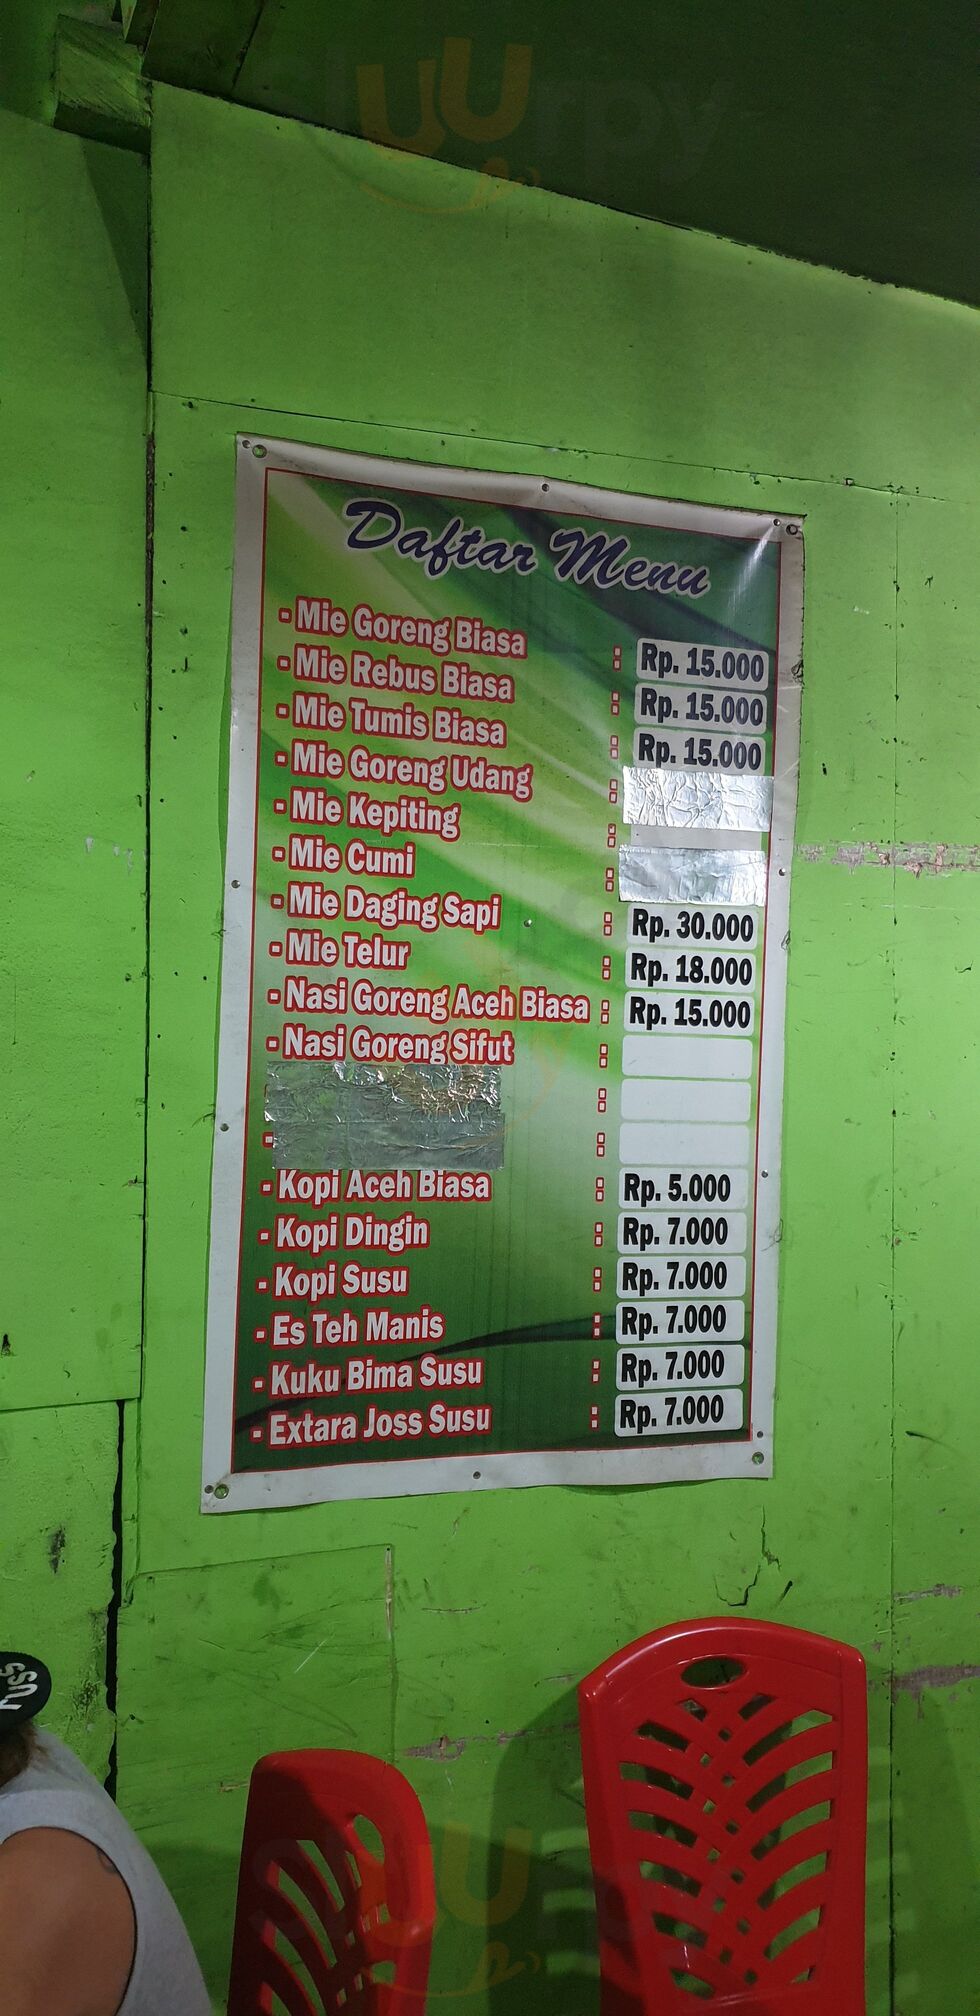 Daftar Menu
- Mie Goreng Biasa : Rp. 15.000
- Mie Rebus Biasa : Rp. 15.000
- Mie Tumis Biasa : Rp. 15.000
- Mie Goreng Udang :
- Mie Kepiting :
- Mie Cumi :
- Mie Daging Sapi : Rp. 30.000
- Mie Telur : Rp. 18.000
- Nasi Goreng Aceh Biasa : Rp. 15.000
- Nasi Goreng Sifut :
:
- :
- Kopi Aceh Biasa : Rp. 5.000
- Kopi Dingin : Rp. 7.000
- Kopi Susu : Rp. 7.000
- Es Teh Manis : Rp. 7.000
- Kuku Bima Susu : Rp. 7.000
- Extara Joss Susu : Rp. 7.000